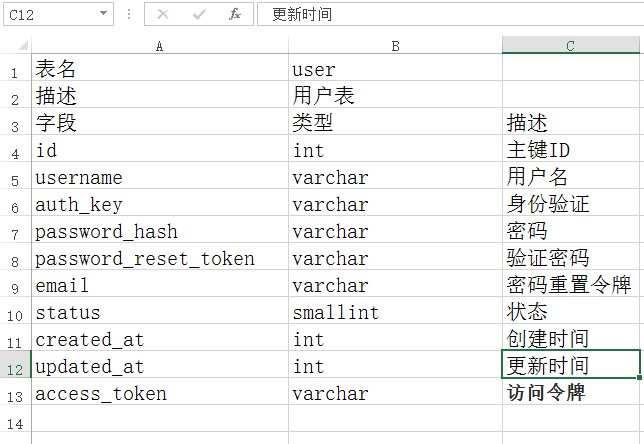 C12 fx 更新时间
A B C
1 表名 user
2 描述 用户表
3 字段 类型 描述
4 id int 主键ID
5 username varchar 用户名
6 auth_key varchar 身份验证
7 password_hash varchar 密码
8 password_reset_token varchar 验证密码
9 email varchar 密码重置令牌
10 status smallint 状态
11 created_at int 创建时间
12 updated_at int 更新时间
13 access_token varchar 访问令牌
14